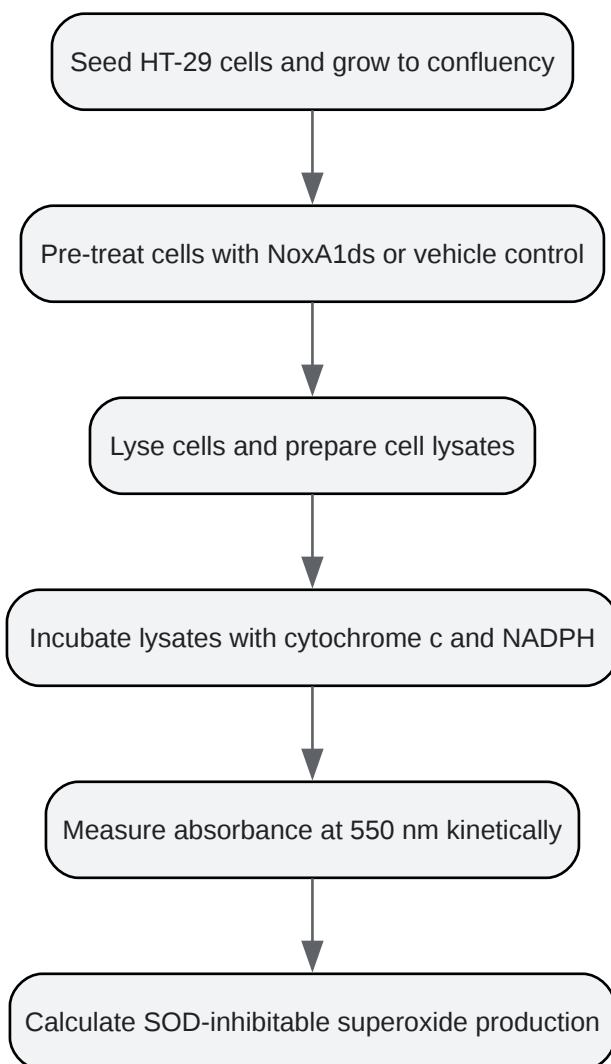 Seed HT-29 cells and grow to confluency
Pre-treat cells with NoxA1ds or vehicle control
Lyse cells and prepare cell lysates
Incubate lysates with cytochrome c and NADPH
Measure absorbance at 550 nm kinetically
Calculate SOD-inhibitable superoxide production